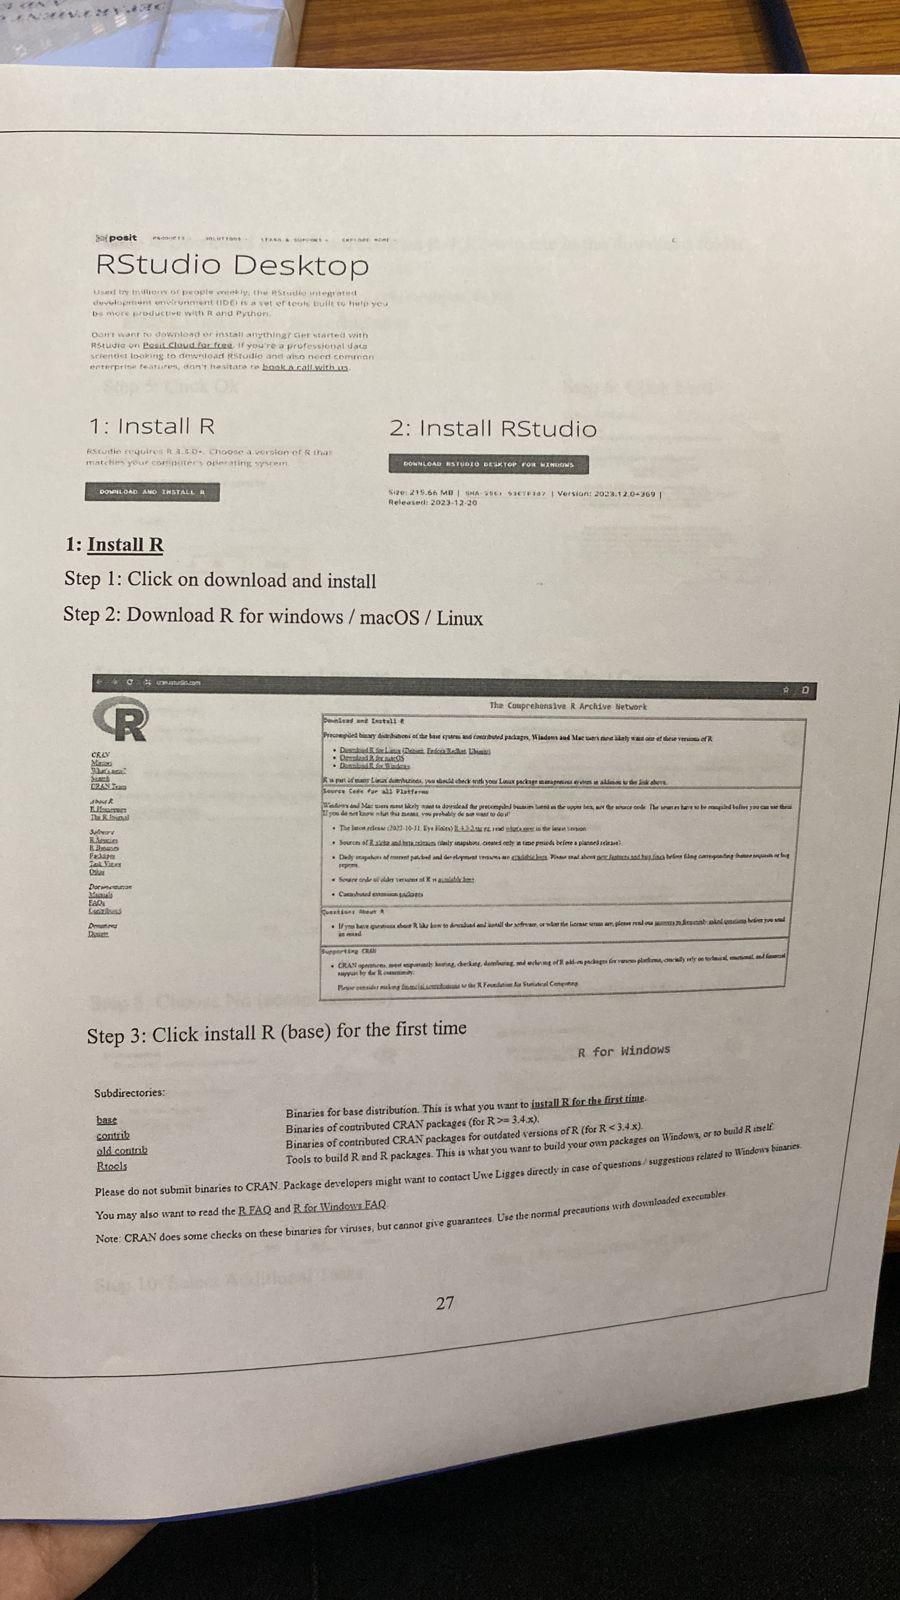 posit PRODUCTS SOLUTIONS LEARN & SUPPORT EXPLORE MORE
RStudio Desktop
Used by millions of people weekly, the RStudio integrated
development environment (IDE) is a set of tools built to help you
be more productive with R and Python.
Don't want to download or install anything? Get started with
RStudio on Posit Cloud for free. If you're a professional data
scientist looking to download RStudio and also need common
enterprise features, don't hesitate to book a call with us.
1: Install R
RStudio requires R 3.3.0+. Choose a version of R that
matches your computer's operating system.
DOWNLOAD AND INSTALL R
2: Install RStudio
DOWNLOAD RSTUDIO DESKTOP FOR WINDOWS
Size: 215.66 MB | Version: 2023.12.0+369 |
Released: 2023-12-20
1: Install R
Step 1: Click on download and install
Step 2: Download R for windows / macOS / Linux
The Comprehensive R Archive Network
CRAN
Mirrors
What's new?
Search
CRAN Team
About R
R Homepage
The R Journal
Software
R Sources
R Binaries
Packages
Task Views
Other
Documentation
Manuals
FAQs
Contributed
Donations
Donate
Download and Install R
Precompiled binary distributions of the base system and contributed packages, Windows and Mac users most likely want one of these versions of R:
Download R for Linux (Debian, Fedora/Redhat, Ubuntu)
Download R for macOS
Download R for Windows
R is part of many Linux distributions, you should check with your Linux package management system in addition to the link above.
Source Code for all Platforms
Windows and Mac users most likely want to download the precompiled binaries listed in the upper box, not the source code. The sources have to be compiled before you can use them.
If you do not know what this means, you probably do not want to do it!
The latest release (2023-10-31, Eye Holes) R-4.3.2.tar.gz, read what's new in the latest version.
Sources of R alpha and beta releases (daily snapshots, created only in time periods before a planned release).
Daily snapshots of current patched and development versions are available here. Please read about new features and bug fixes before filing corresponding feature requests or bug
reports.
Source code of older versions of R is available here.
Contributed extension packages
Questions About R
If you have questions about R like how to download and install the software, or what the license terms are, please read our answers to frequently asked questions before you send
an email.
Supporting CRAN
CRAN operations, most importantly hosting, checking, distributing, and archiving of R add-on packages for various platforms, crucially rely on technical, emotional, and financial
support by the R community.
Please consider making financial contributions to the R Foundation for Statistical Computing.
Step 3: Click install R (base) for the first time
R for Windows
Subdirectories:
base Binaries for base distribution. This is what you want to install R for the first time.
contrib Binaries of contributed CRAN packages (for R >= 3.4.x).
old contrib Binaries of contributed CRAN packages for outdated versions of R (for R < 3.4.x).
Rtools Tools to build R and R packages. This is what you want to build your own packages on Windows, or to build R itself.
Please do not submit binaries to CRAN. Package developers might want to contact Uwe Ligges directly in case of questions / suggestions related to Windows binaries.
You may also want to read the R FAQ and R for Windows FAQ.
Note: CRAN does some checks on these binaries for viruses, but cannot give guarantees. Use the normal precautions with downloaded executables.
27